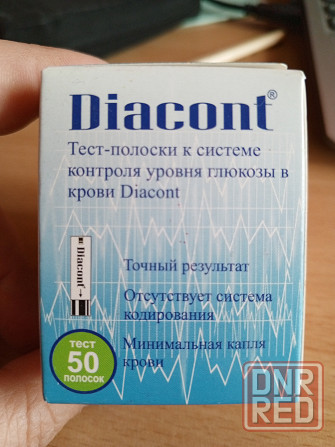 Diacont®
Тест-полоски к системе
контроля уровня глюкозы в
крови Diacont
Diacont
Точный результат
Отсутствует система
кодирования
Минимальная капля
крови
тест
50
полосок
DNR
RED